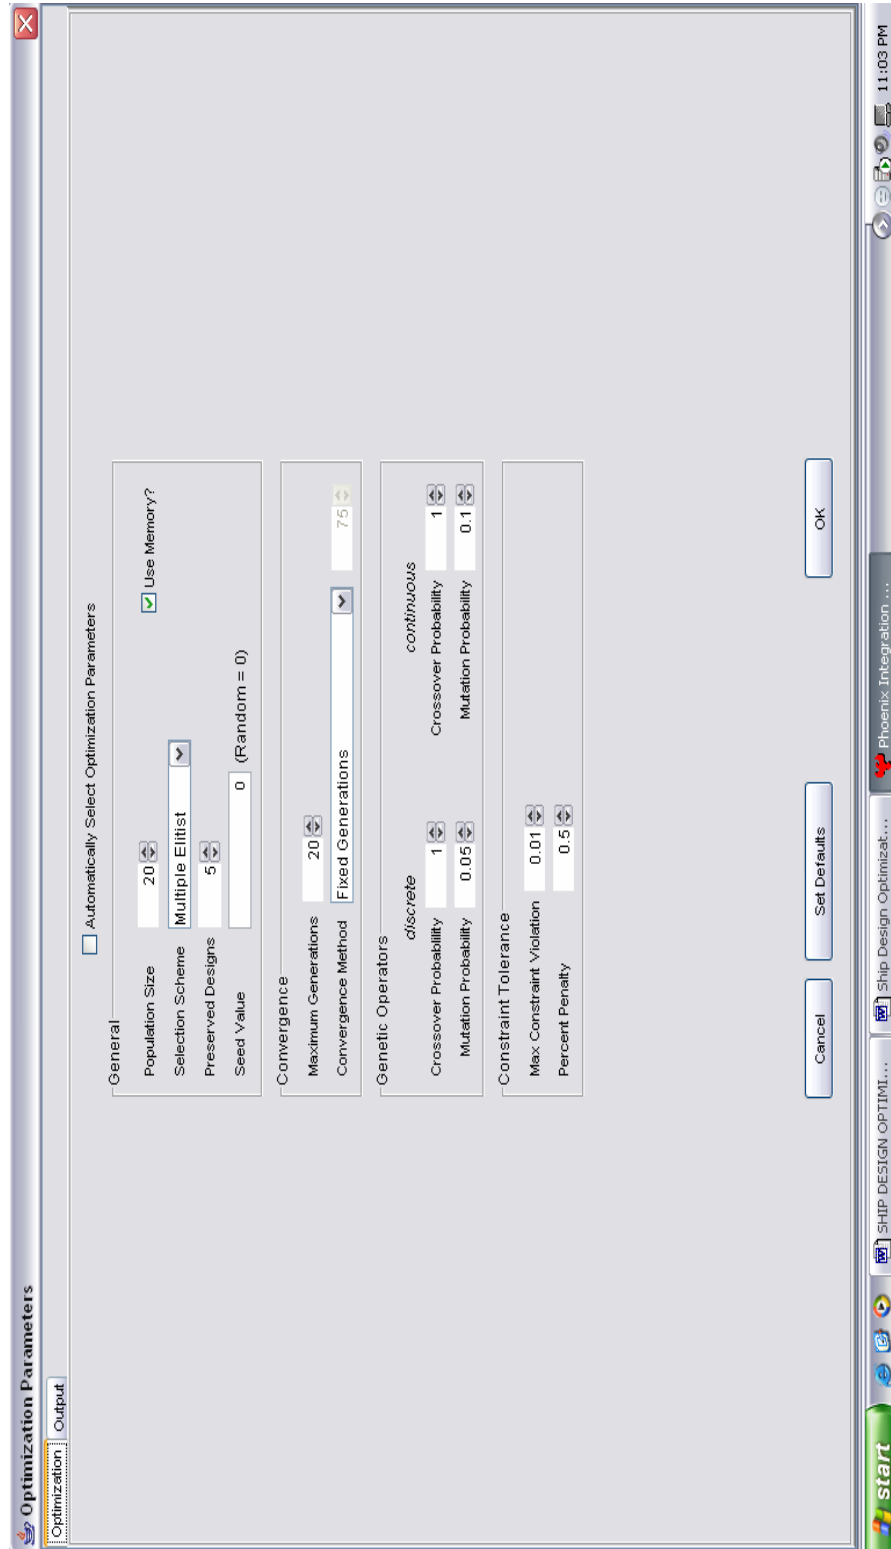 Optimization Parameters
Optimization Output
Automatically Select Optimization Parameters
General
Population Size 20 Use Memory?
Selection Scheme Multiple Elitist
Preserved Designs 5
Seed Value 0 (Random = 0)
Convergence
Maximum Generations 20
Convergence Method Fixed Generations 75
Genetic Operators
discrete continuous
Crossover Probability 1 Crossover Probability 1
Mutation Probability 0.05 Mutation Probability 0.1
Constraint Tolerance
Max Constraint Violation 0.01
Percent Penalty 0.5
Cancel Set Defaults OK
start SHIP DESIGN OPTIMI... Ship Design Optimizat... Phoenix Integration ... 11:03 PM